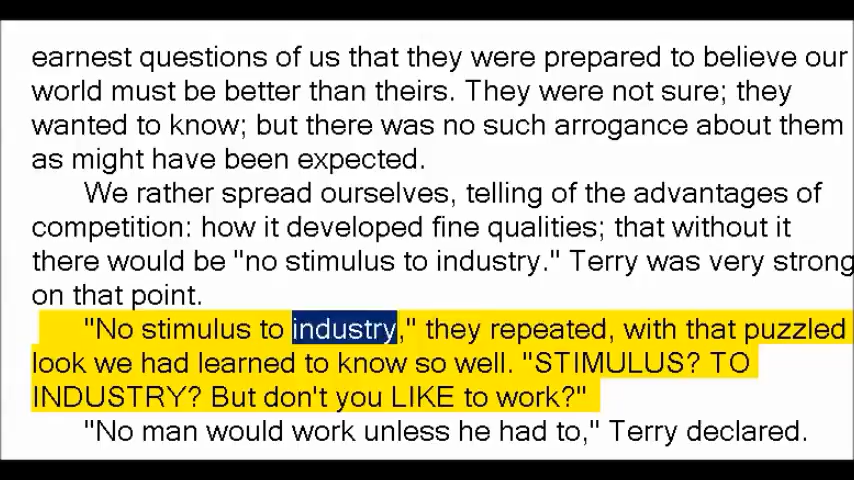 earnest questions of us that they were prepared to believe our
world must be better than theirs. They were not sure; they
wanted to know; but there was no such arrogance about them
as might have been expected.
We rather spread ourselves, telling of the advantages of
competition: how it developed fine qualities; that without it
there would be "no stimulus to industry." Terry was very strong
on that point.
"No stimulus to industry," they repeated, with that puzzled
look we had learned to know so well. "STIMULUS? TO
INDUSTRY? But don't you LIKE to work?"
"No man would work unless he had to," Terry declared.